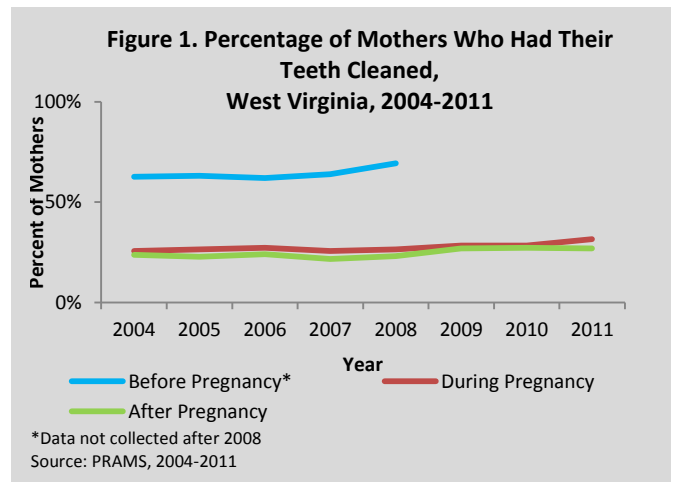 Figure 1. Percentage of Mothers Who Had Their
Teeth Cleaned,
West Virginia, 2004-2011
100%
50%
0%
Percent of Mothers
2004 2005 2006 2007 2008 2009 2010 2011
Year
Before Pregnancy* During Pregnancy
After Pregnancy
*Data not collected after 2008
Source: PRAMS, 2004-2011